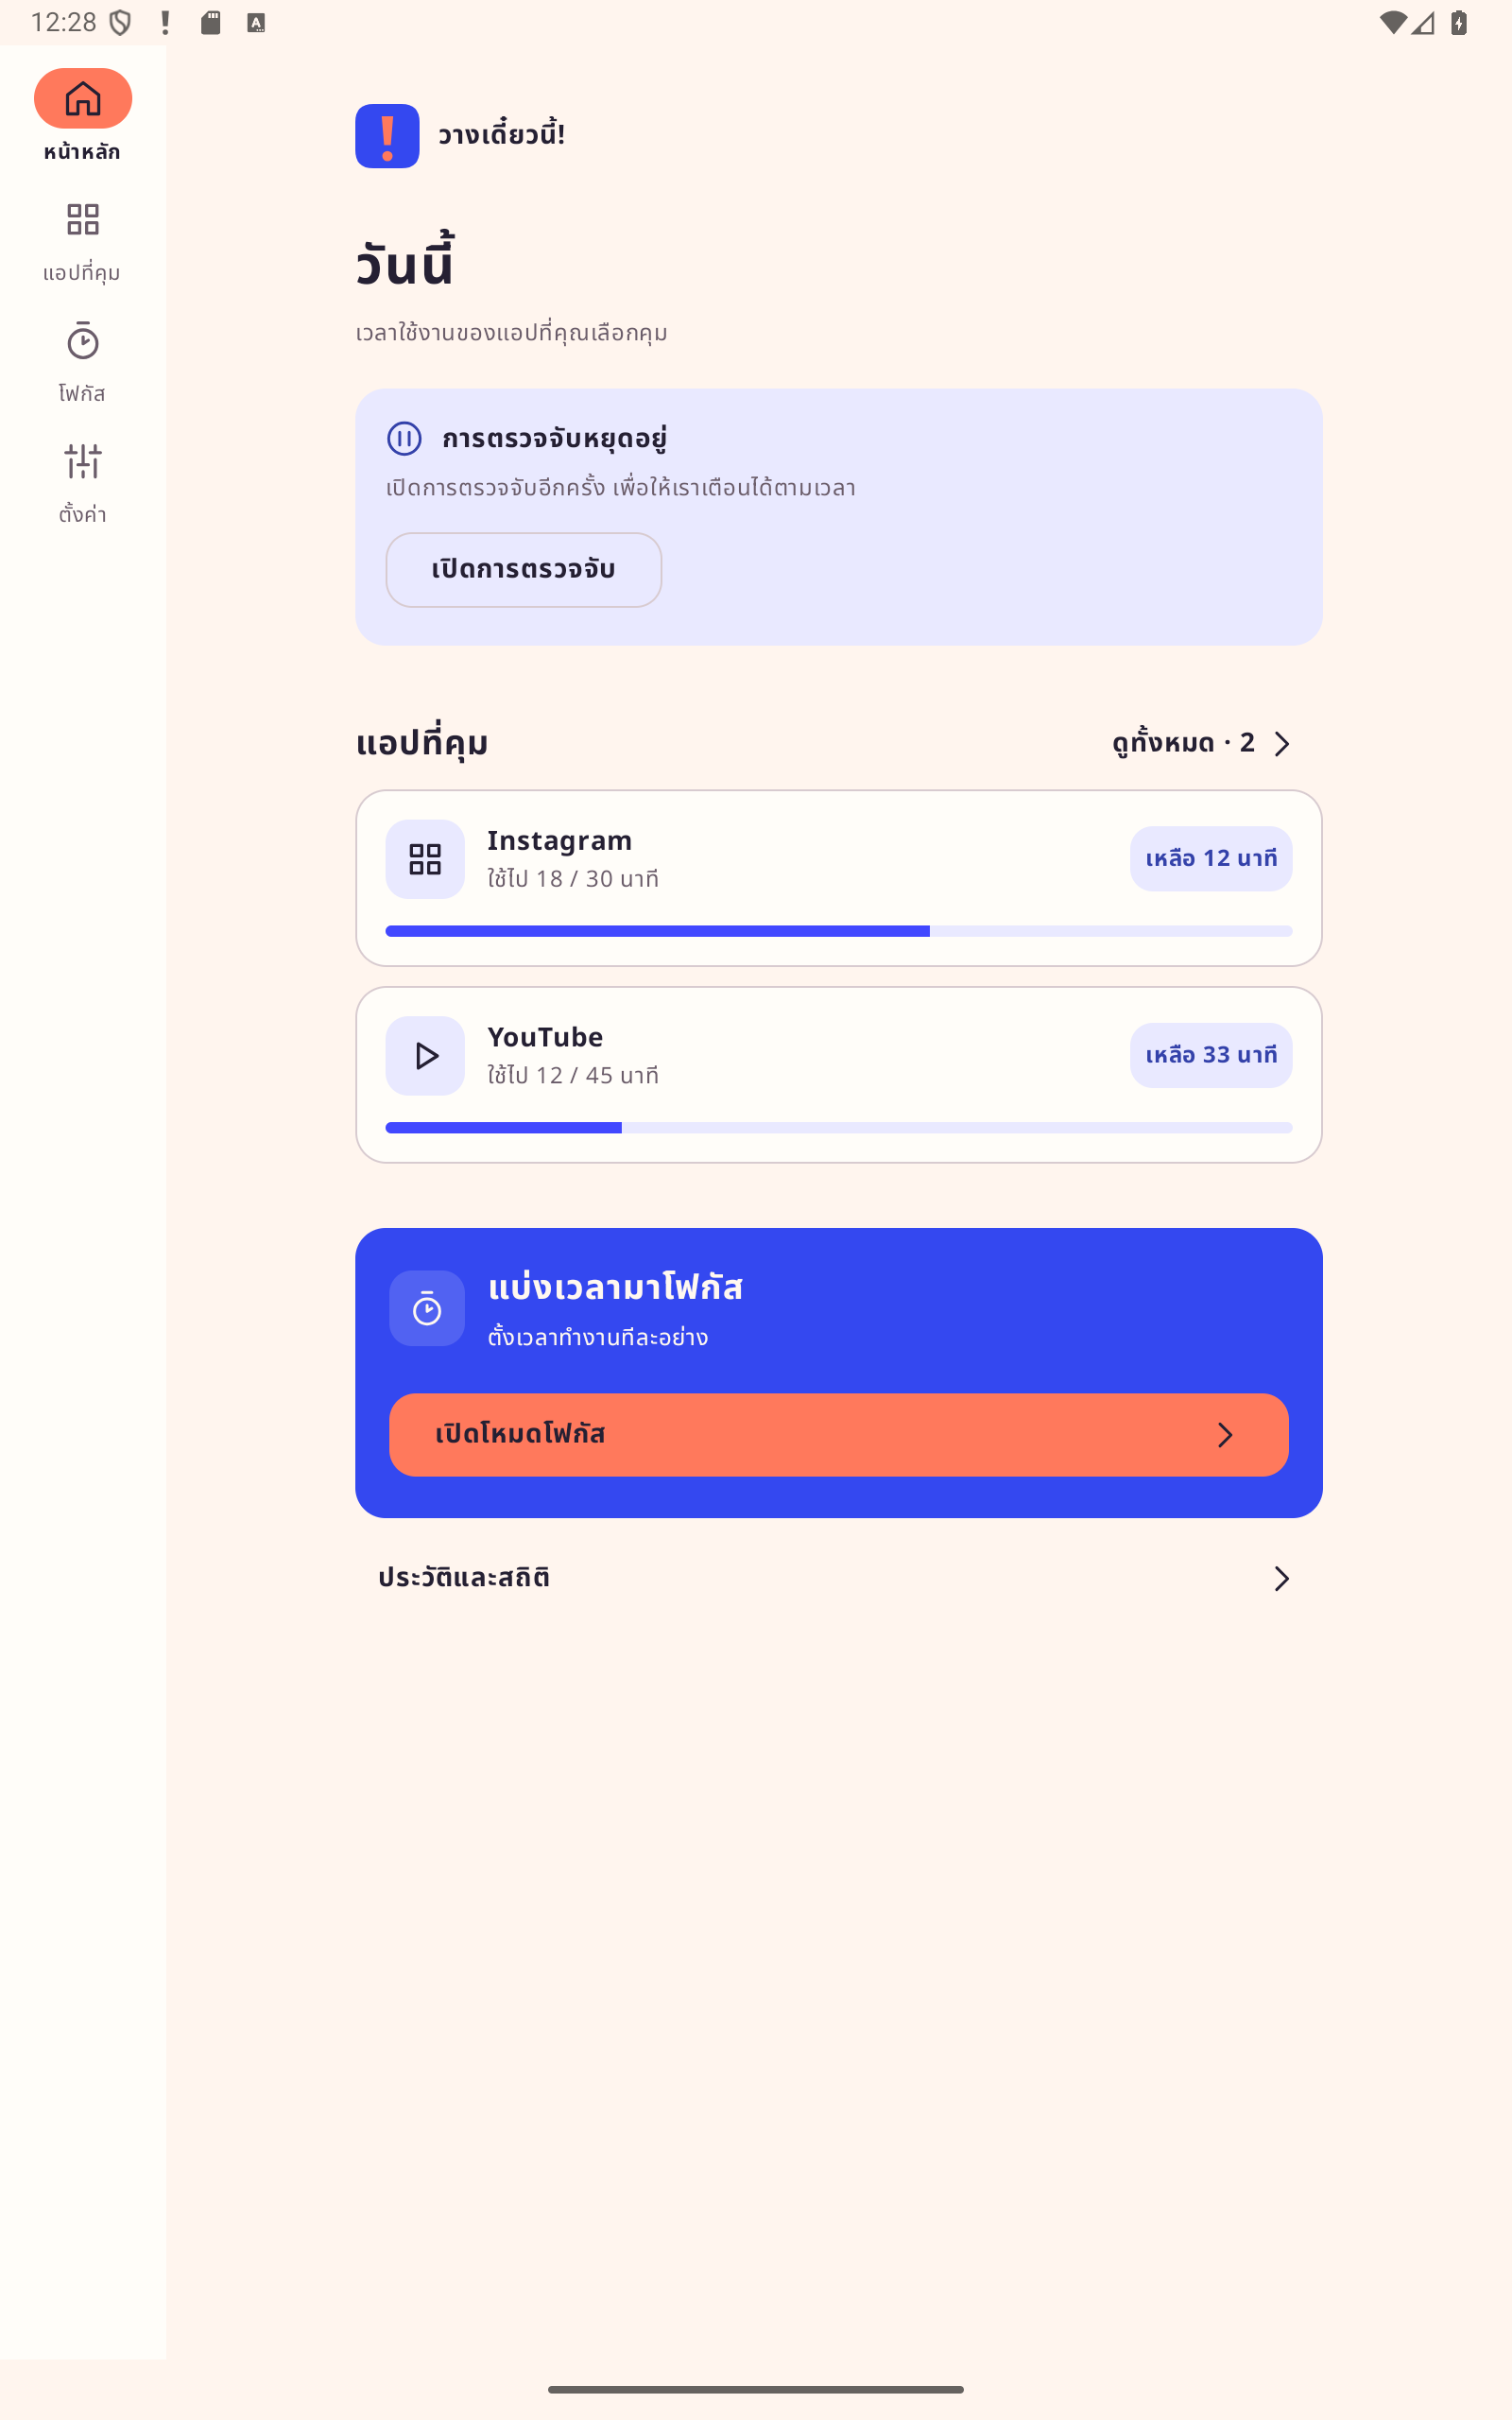 12:28
หน้าหลัก
แอปที่คุม
โฟกัส
ตั้งค่า
วางเดี๋ยวนี้!
วันนี้
เวลาใช้งานของแอปที่คุณเลือกคุม
การตรวจจับหยุดอยู่
เปิดการตรวจจับอีกครั้ง เพื่อให้เราเตือนได้ตามเวลา
เปิดการตรวจจับ
แอปที่คุม
ดูทั้งหมด · 2
Instagram
ใช้ไป 18 / 30 นาที
เหลือ 12 นาที
YouTube
ใช้ไป 12 / 45 นาที
เหลือ 33 นาที
แบ่งเวลามาโฟกัส
ตั้งเวลาทำงานทีละอย่าง
เปิดโหมดโฟกัส
ประวัติและสถิติ